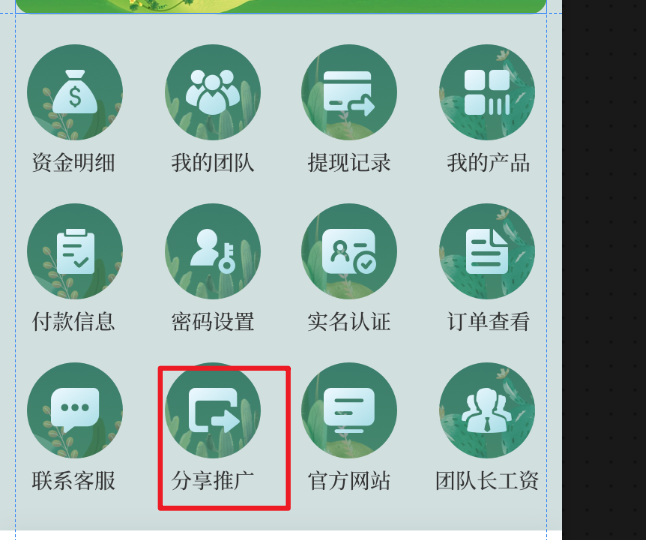 资金明细
我的团队
提现记录
我的产品
付款信息
密码设置
实名认证
订单查看
联系客服
分享推广
官方网站
团队长工资